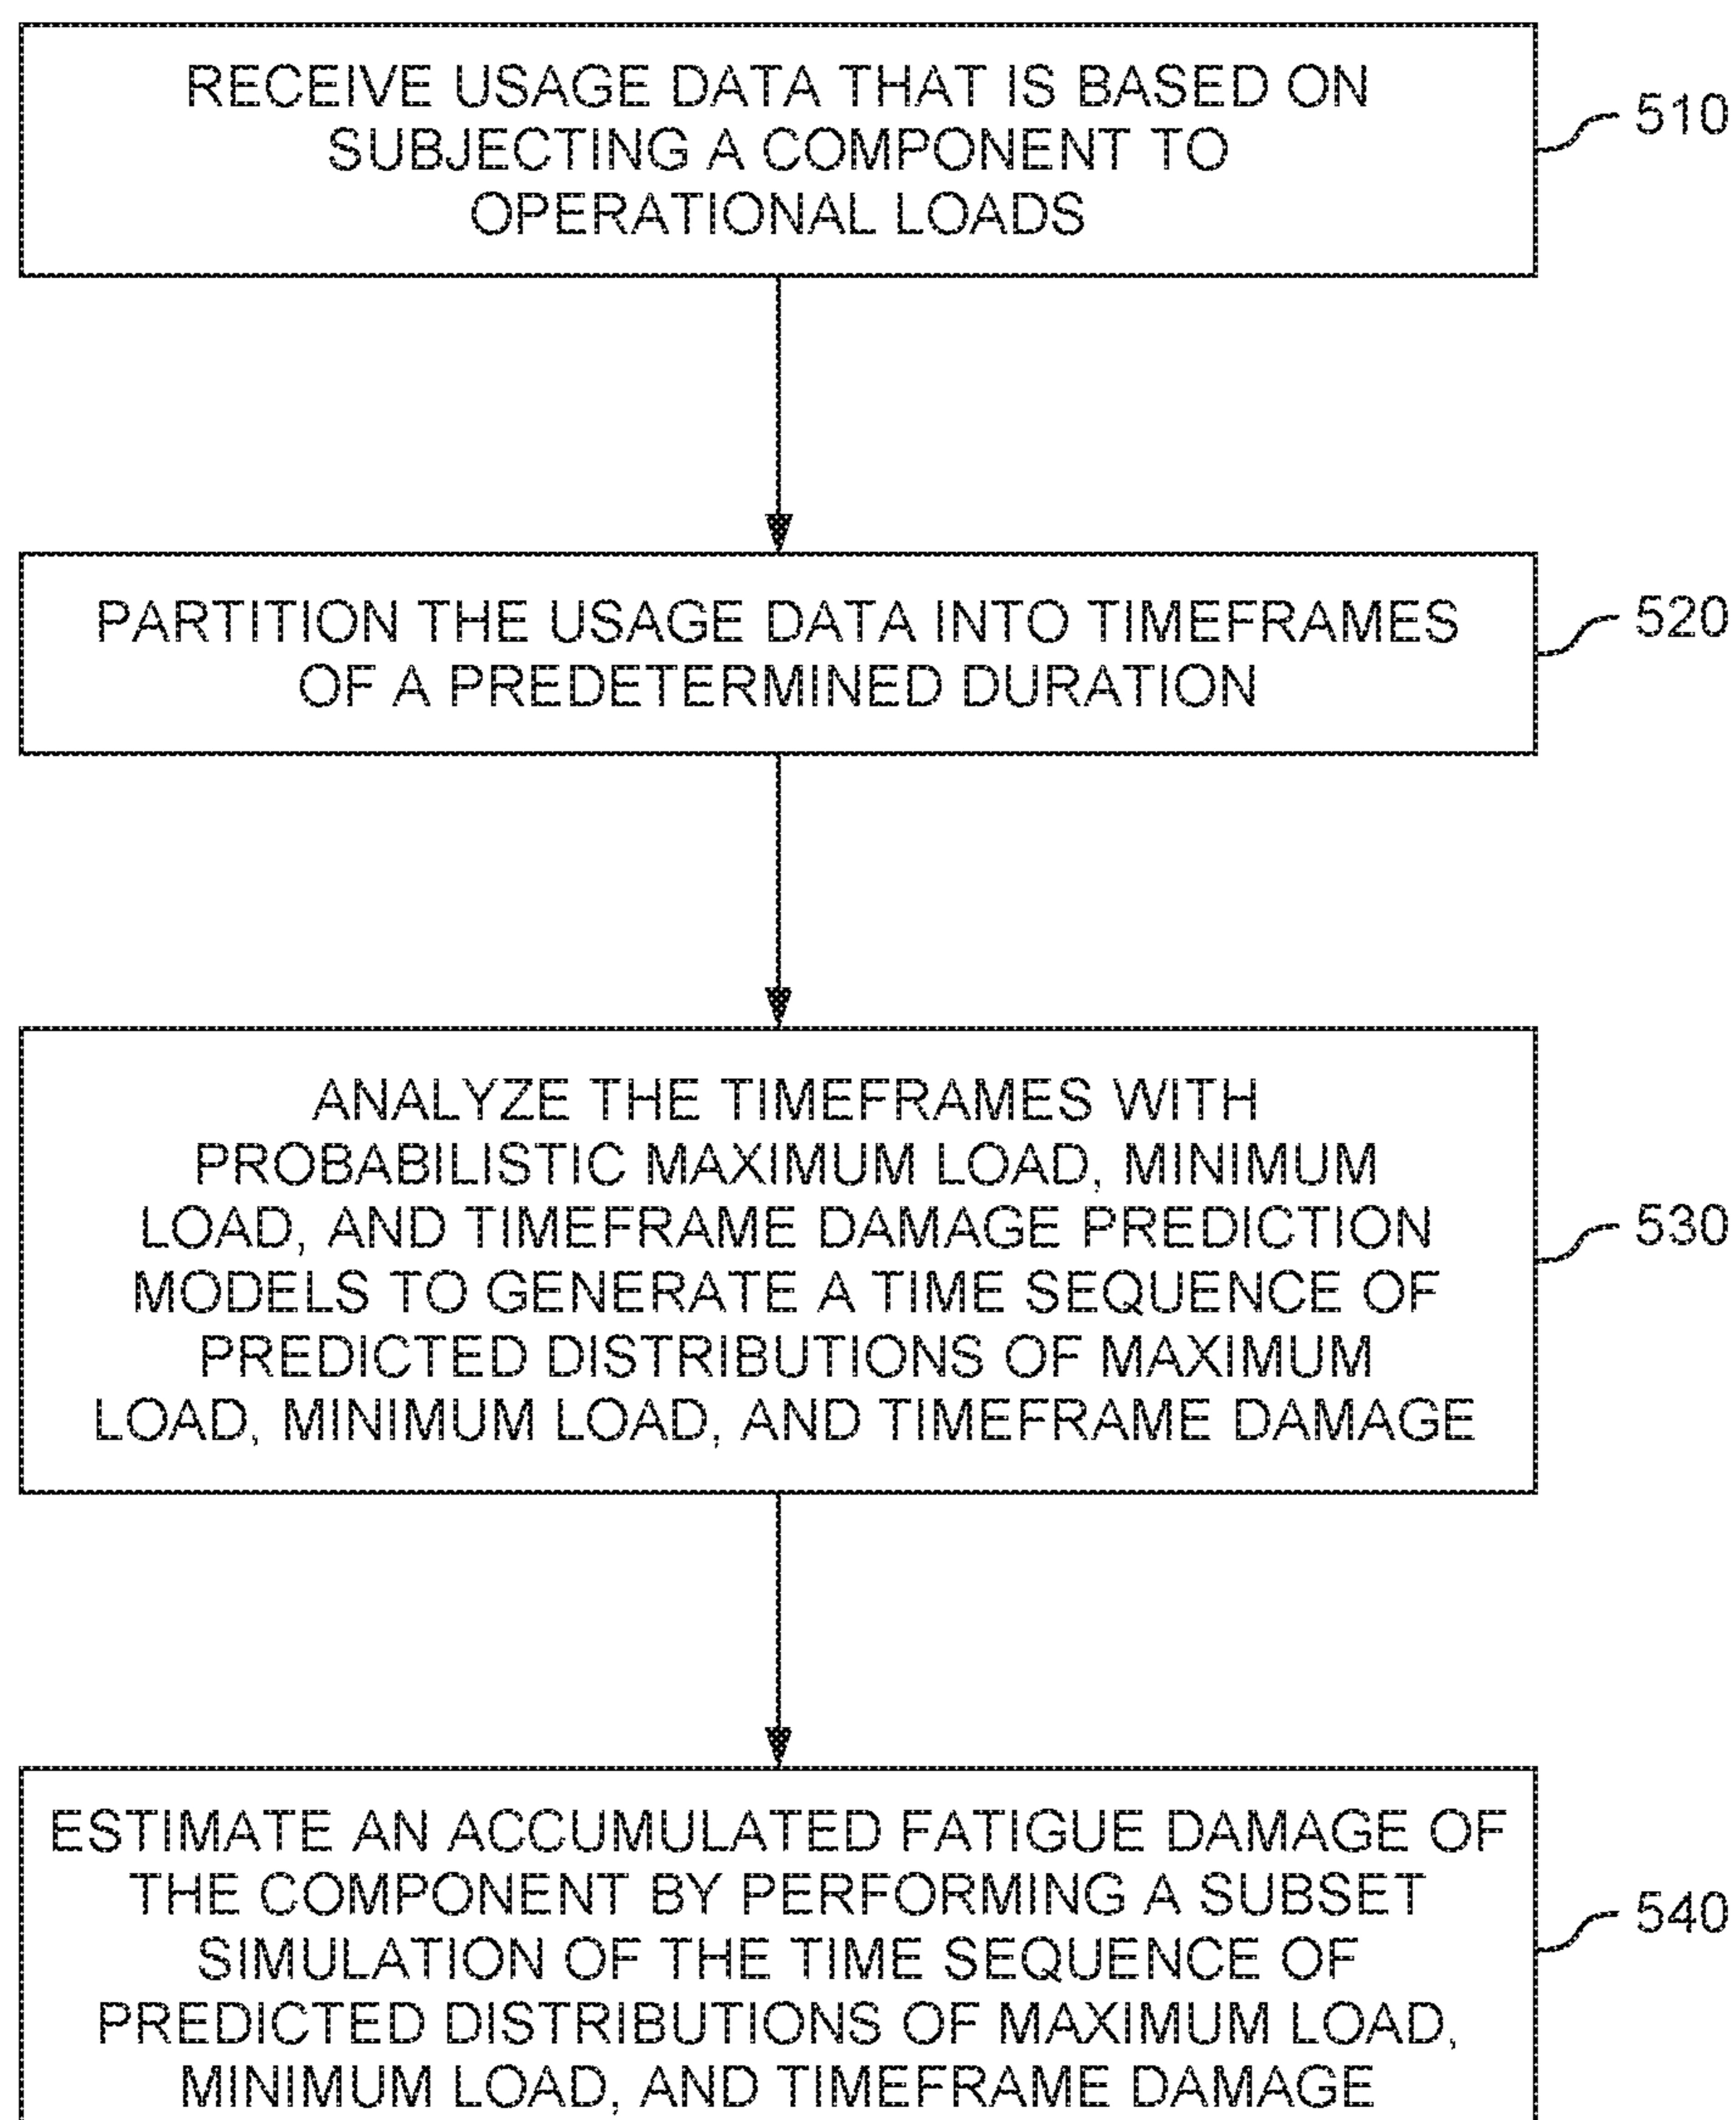 RECEIVE USAGE DATA THAT IS BASED ON
SUBJECTING A COMPONENT TO
OPERATIONAL LOADS
510
PARTITION THE USAGE DATA INTO TIMEFRAMES
OF A PREDETERMINED DURATION
520
ANALYZE THE TIMEFRAMES WITH
PROBABILISTIC MAXIMUM LOAD, MINIMUM
LOAD, AND TIMEFRAME DAMAGE PREDICTION
MODELS TO GENERATE A TIME SEQUENCE OF
PREDICTED DISTRIBUTIONS OF MAXIMUM
LOAD, MINIMUM LOAD, AND TIMEFRAME DAMAGE
530
ESTIMATE AN ACCUMULATED FATIGUE DAMAGE OF
THE COMPONENT BY PERFORMING A SUBSET
SIMULATION OF THE TIME SEQUENCE OF
PREDICTED DISTRIBUTIONS OF MAXIMUM LOAD,
MINIMUM LOAD, AND TIMEFRAME DAMAGE
540